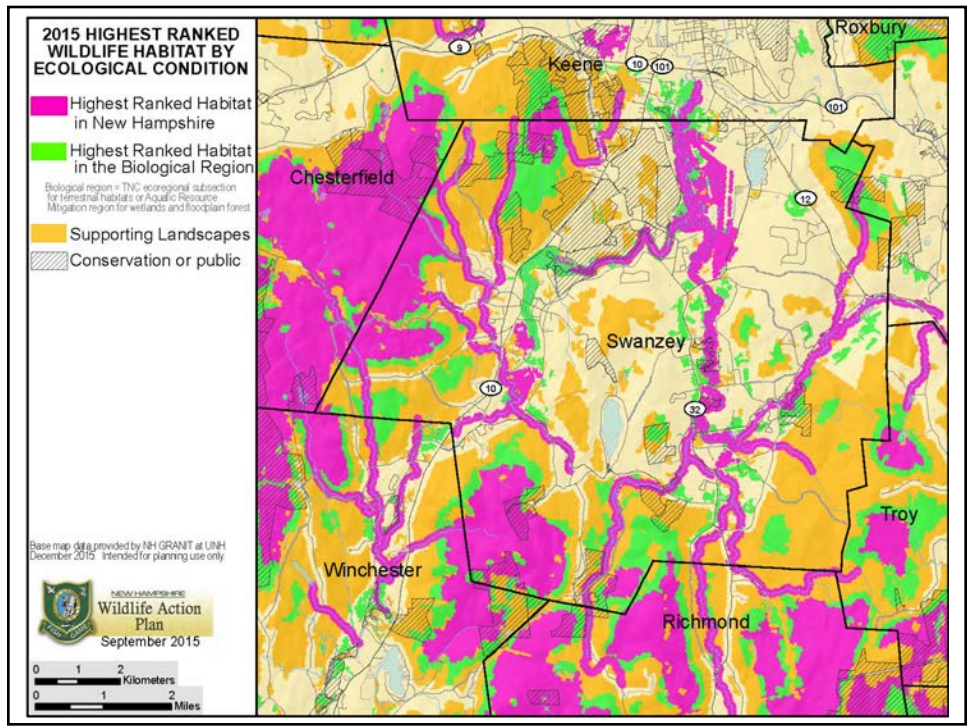 2015 HIGHEST RANKED
WILDLIFE HABITAT BY
ECOLOGICAL CONDITION
Highest Ranked Habitat
in New Hampshire
Highest Ranked Habitat
in the Biological Region
Biological region = TNC ecoregional subsection
for terrestrial habitats or Aquatic Resource
Mitigation region for wetlands and floodplain forest
Supporting Landscapes
Conservation or public
Base map data provided by NH GRANIT at UNH
December 2015. Intended for planning use only.
NEW HAMPSHIRE
Wildlife Action
Plan
September 2015
FISH GAME
0 1 2
Kilometers
0 1 2
Miles
Roxbury
9
Keene
10
101
101
Chesterfield
12
Swanzey
10
32
Troy
Winchester
Richmond